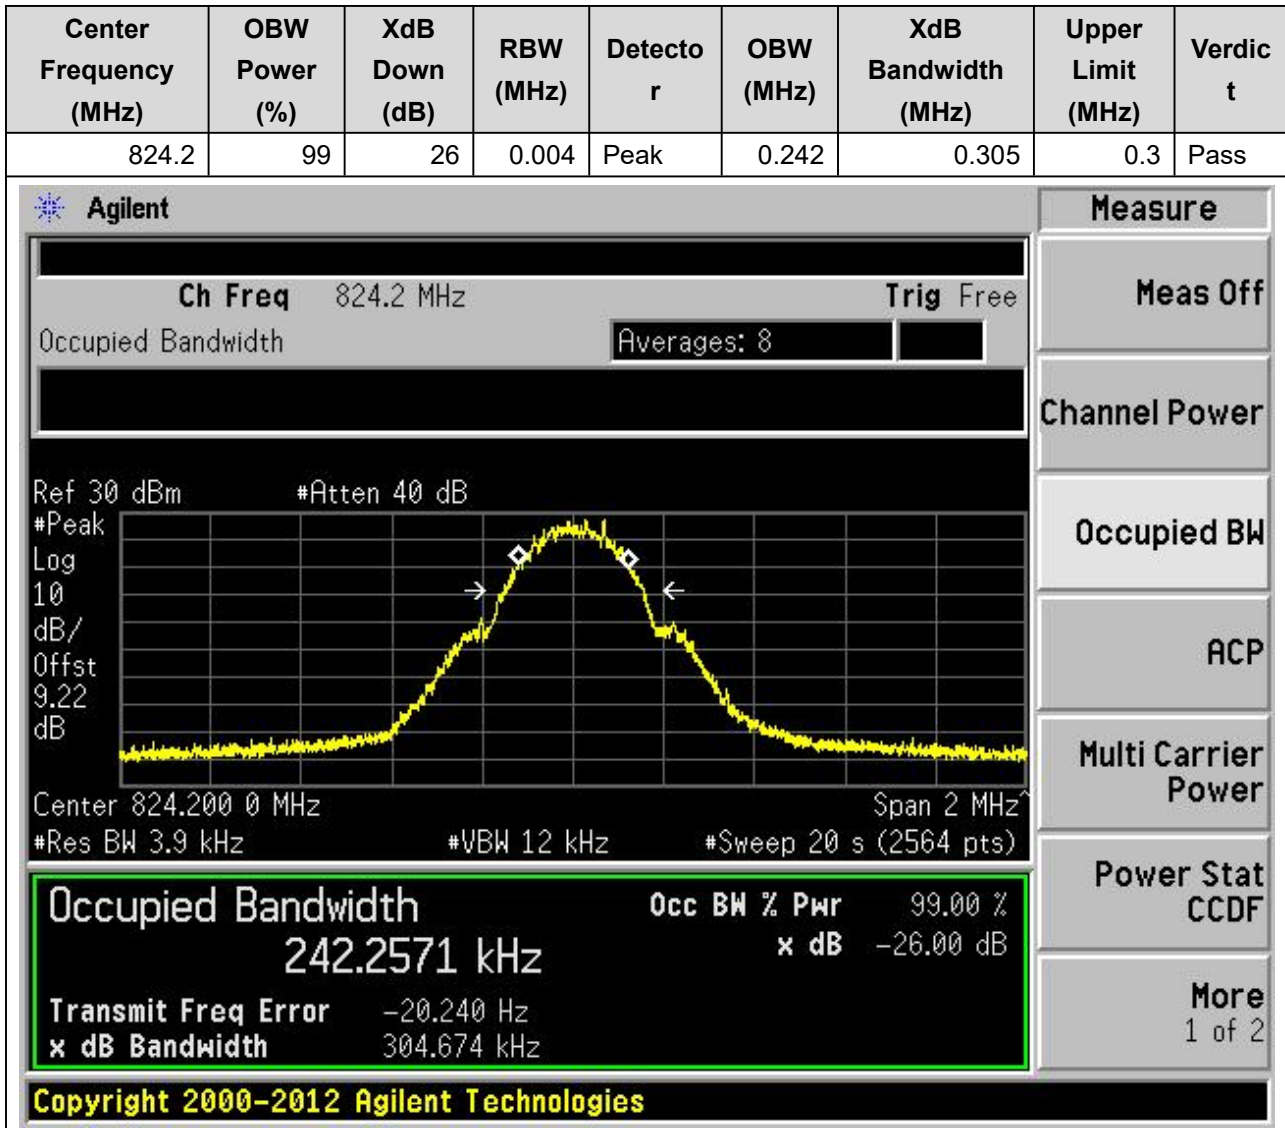 Center Frequency (MHz) OBW Power (%) XdB Down (dB) RBW (MHz) Detecto r OBW (MHz) XdB Bandwidth (MHz) Upper Limit (MHz) Verdic t
824.2 99 26 0.004 Peak 0.242 0.305 0.3 Pass
Agilent
Measure
Ch Freq 824.2 MHz Trig Free
Meas Off
Occupied Bandwidth Averages: 8
Channel Power
Ref 30 dBm #Atten 40 dB
#Peak
Log
10
dB/
Offst
9.22
dB
Occupied BW
ACP
Multi Carrier
Power
Center 824.200 0 MHz Span 2 MHz^
#Res BW 3.9 kHz #VBW 12 kHz #Sweep 20 s (2564 pts)
Power Stat
CCDF
Occupied Bandwidth Occ BW % Pwr 99.00 %
242.2571 kHz x dB -26.00 dB
Transmit Freq Error -20.240 Hz
x dB Bandwidth 304.674 kHz
More
1 of 2
Copyright 2000-2012 Agilent Technologies